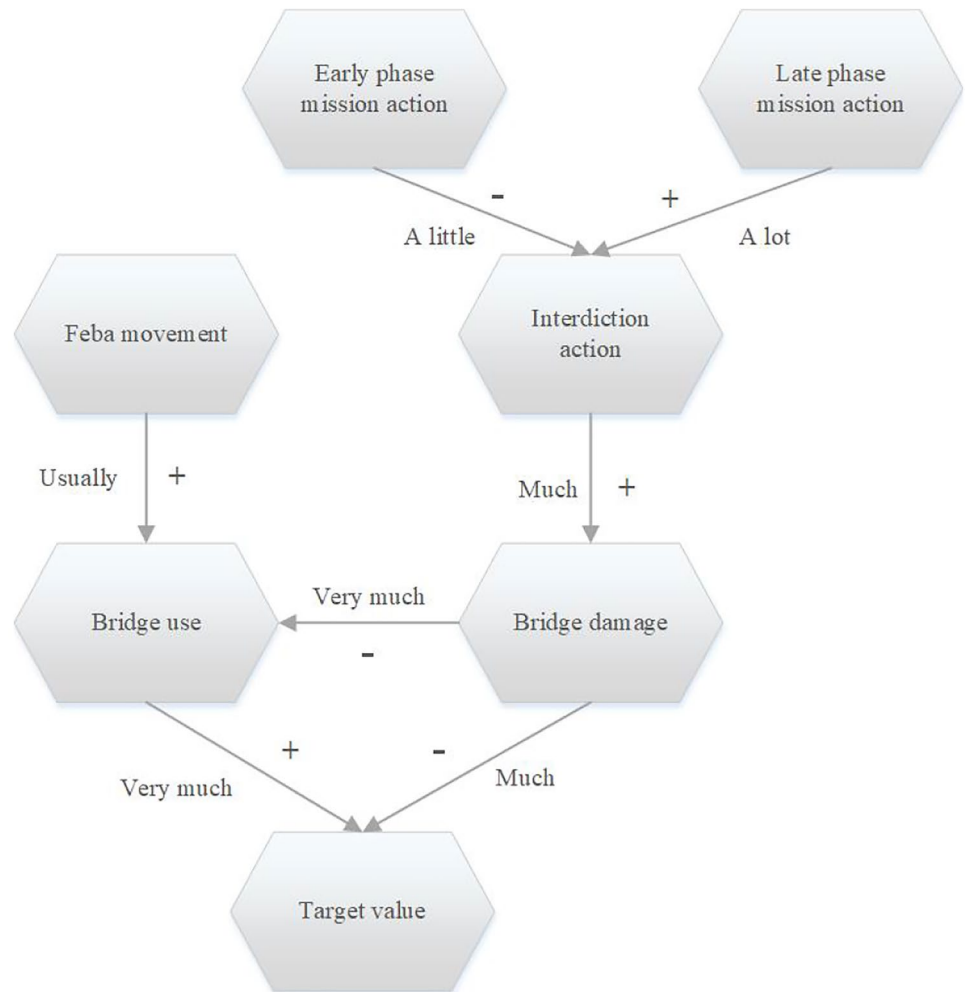 Early phase
mission action
Late phase
mission action
-
+
A little
A lot
Feba movement
Interdiction
action
Usually
+
Much
+
Bridge use
Very much
-
Bridge damage
+
-
Very much
Much
Target value